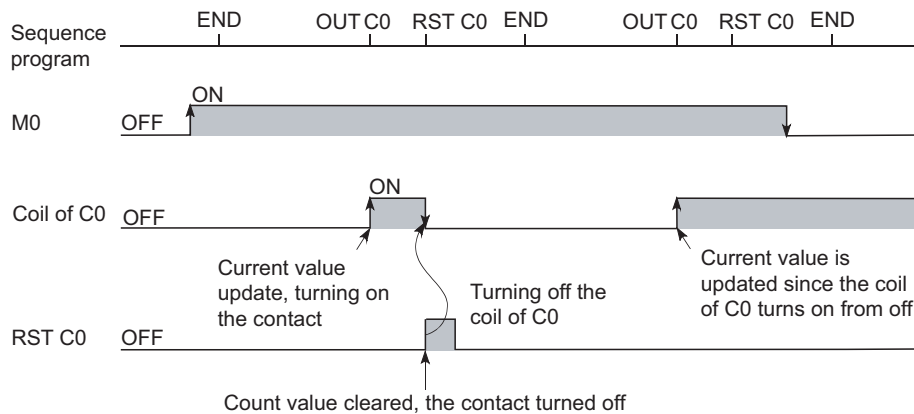 END OUT C0 RST C0 END OUT C0 RST C0 END
Sequence
program
ON
M0 OFF
ON
Coil of C0 OFF
Current value
update, turning on
the contact
Turning off the
coil of C0
Current value is
updated since the coil
of C0 turns on from off
RST C0 OFF
Count value cleared, the contact turned off